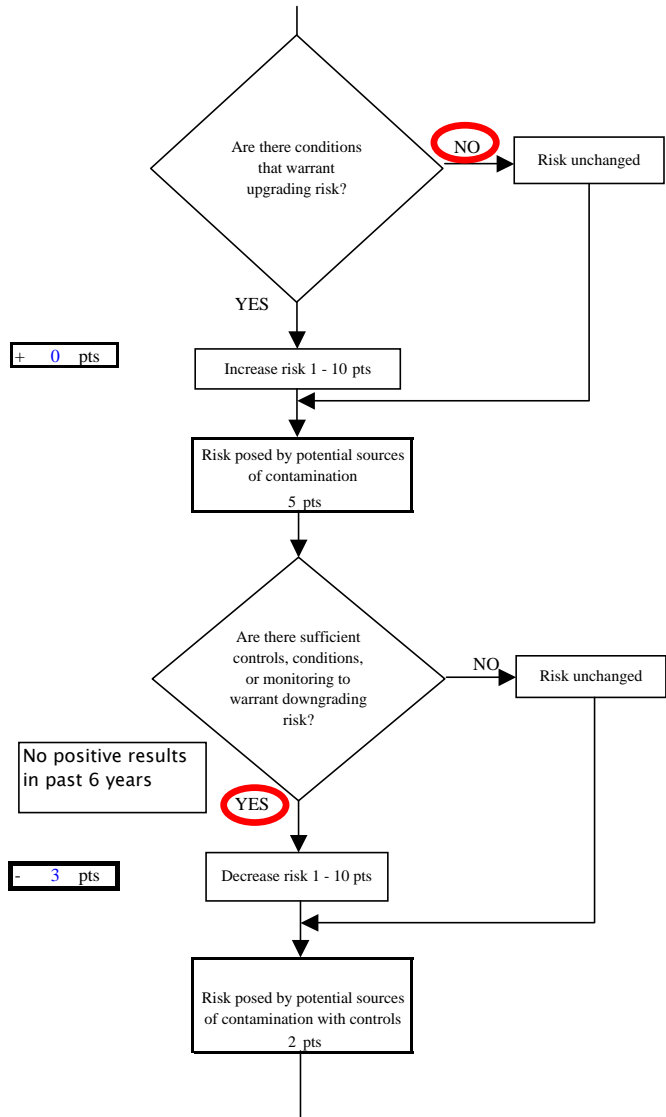 Are there conditions
that warrant
upgrading risk?
NO
Risk unchanged
YES
+ 0 pts
Increase risk 1 - 10 pts
Risk posed by potential sources
of contamination
5 pts
Are there sufficient
controls, conditions,
or monitoring to
warrant downgrading
risk?
NO
Risk unchanged
No positive results
in past 6 years
YES
- 3 pts
Decrease risk 1 - 10 pts
Risk posed by potential sources
of contamination with controls
2 pts